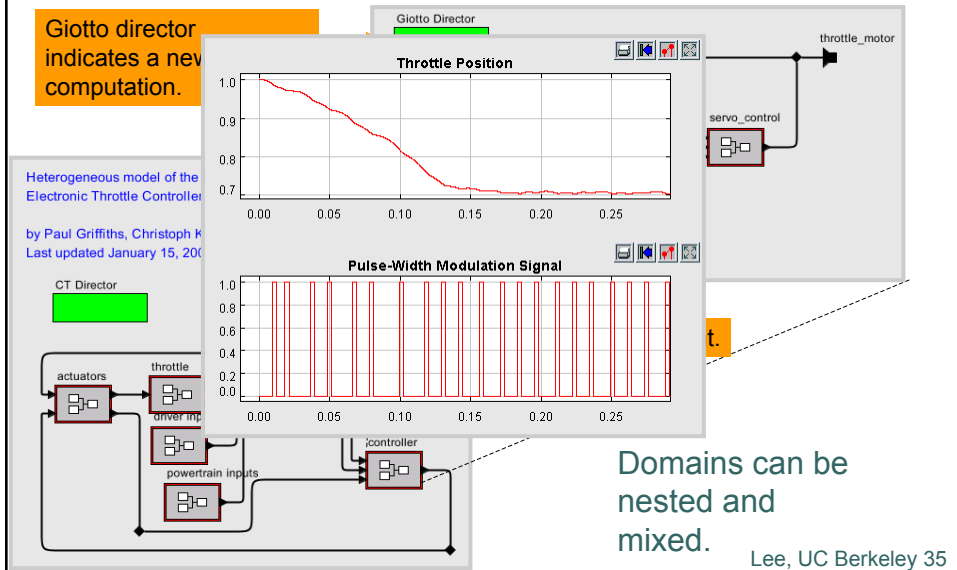 Giotto director
indicates a new
computation.
Giotto Director
throttle_motor
servo_control
Throttle Position
1.0
0.9
0.8
0.7
0.00 0.05 0.10 0.15 0.20 0.25
Pulse-Width Modulation Signal
1.0
0.8
0.6
0.4
0.2
0.0
0.00 0.05 0.10 0.15 0.20 0.25
t.
Heterogeneous model of the
Electronic Throttle Controller
by Paul Griffiths, Christoph
Last updated January 15,
CT Director
actuators
throttle
driver
powertrain inputs
controller
Domains can be
nested and
mixed.
Lee, UC Berkeley 35